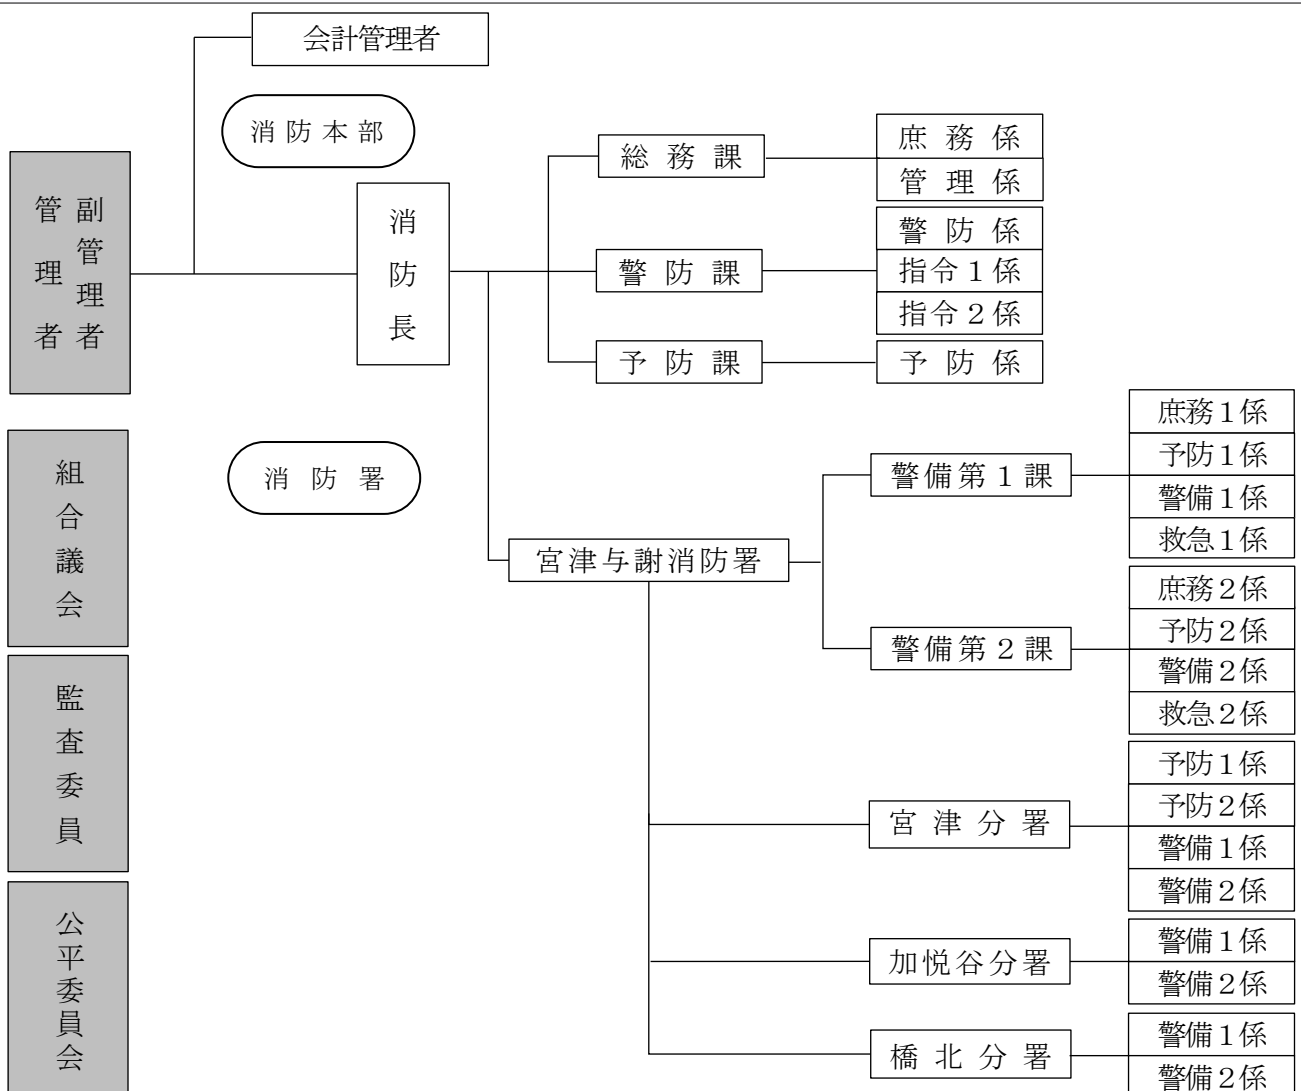 会計管理者
消防本部
管理者
副管理者
消防長
総務課
庶務係
管理係
警防課
警防係
指令１係
指令２係
予防課
予防係
組合議会
消防署
宮津与謝消防署
警備第１課
庶務１係
予防１係
警備１係
救急１係
警備第２課
庶務２係
予防２係
警備２係
救急２係
監査委員
宮津分署
予防１係
予防２係
警備１係
警備２係
公平委員会
加悦谷分署
警備１係
警備２係
橋北分署
警備１係
警備２係